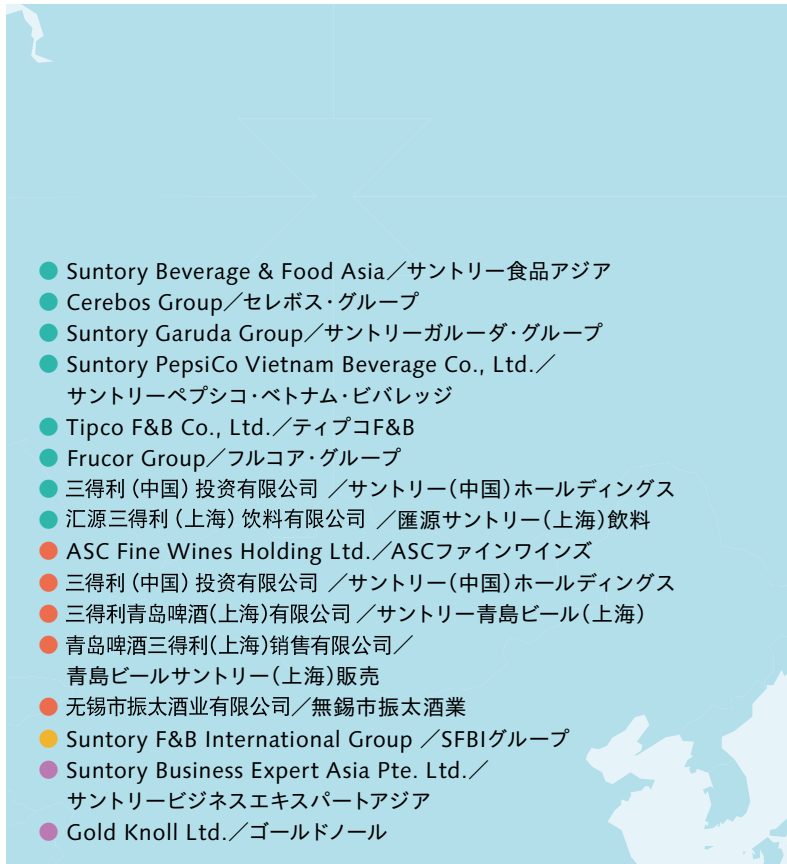 Suntory Beverage & Food Asia／サントリー食品アジア
Cerebos Group／セレボス・グループ
Suntory Garuda Group／サントリーガルーダ・グループ
Suntory PepsiCo Vietnam Beverage Co., Ltd.／
サントリーペプシコ・ベトナム・ビバレッジ
Tipco F&B Co., Ltd.／ティプコF&B
Frucor Group／フルコア・グループ
三得利（中国）投资有限公司 ／サントリー（中国）ホールディングス
汇源三得利（上海）饮料有限公司 ／匯源サントリー（上海）飲料
ASC Fine Wines Holding Ltd.／ASCファインワインズ
三得利（中国）投资有限公司 ／サントリー（中国）ホールディングス
三得利青岛啤酒(上海)有限公司／サントリー青島ビール（上海）
青岛啤酒三得利(上海)销售有限公司／
青島ビールサントリー（上海）販売
无锡市振太酒业有限公司／無錫市振太酒業
Suntory F&B International Group ／SFBIグループ
Suntory Business Expert Asia Pte. Ltd.／
サントリービジネスエキスパートアジア
Gold Knoll Ltd.／ゴールドノール